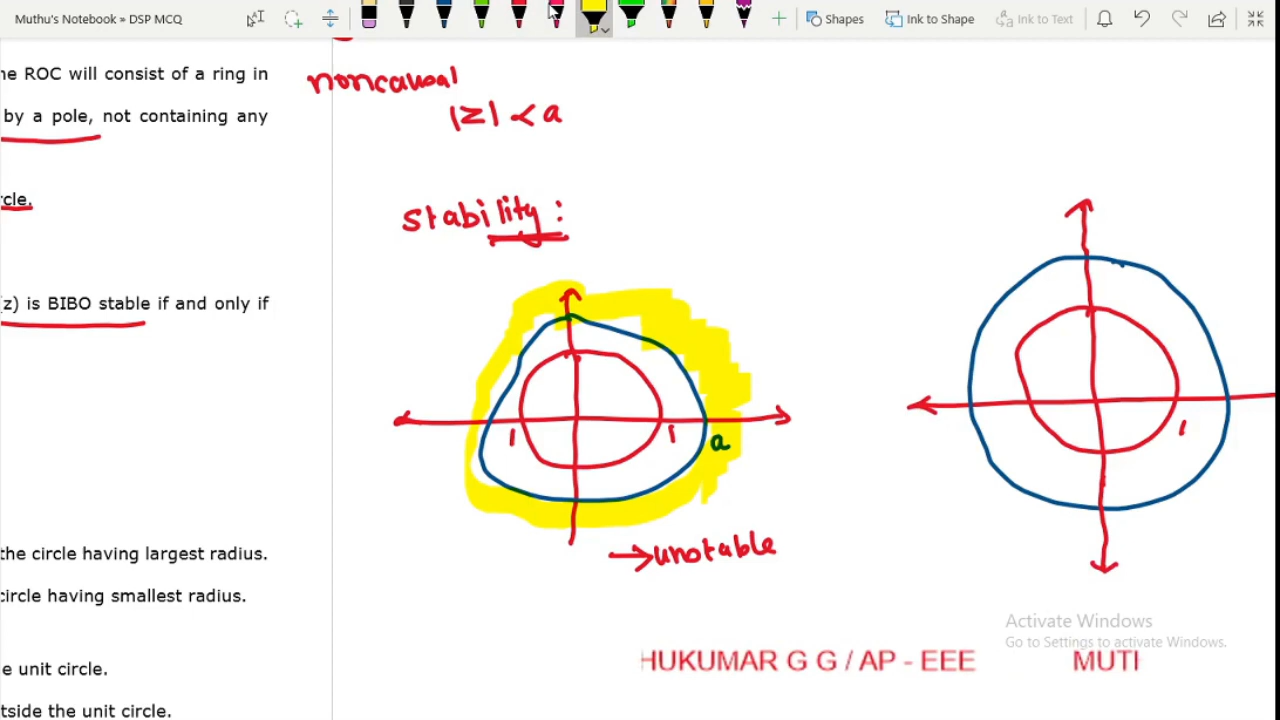 Muthu's Notebook » DSP MCQ
Shapes
Ink to Shape
Ink to Text
ne ROC will consist of a ring in
by a pole, not containing any
rcle.
(z) is BIBO stable if and only if
the circle having largest radius.
circle having smallest radius.
e unit circle.
tside the unit circle.
noncausal
|z| < a
Stability :
1 1 a
→ unstable
1
Activate Windows
Go to Settings to activate Windows.
HUKUMAR G G / AP - EEE MUTI